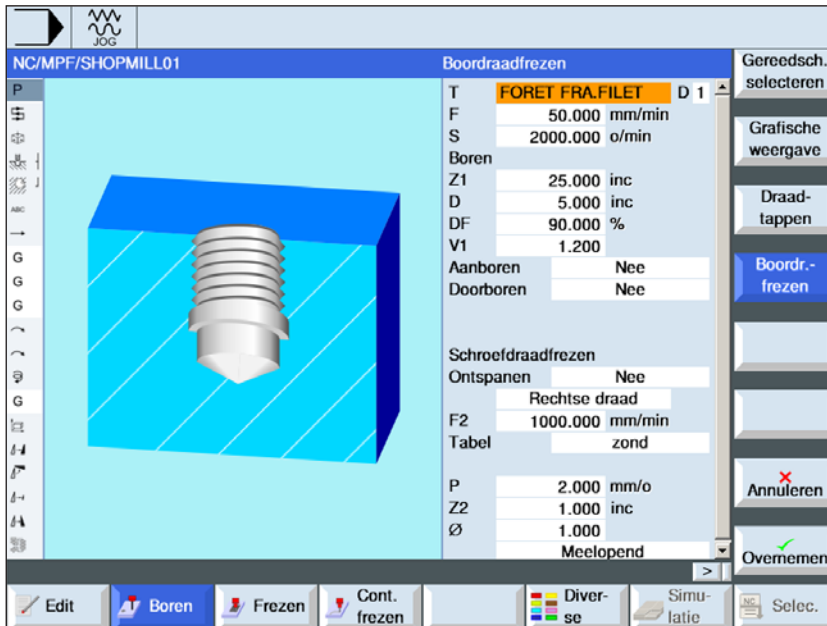 JOG
NC/MPF/SHOPMILL01
Boordraadfrezen
P
ABC
G
G
G
G
T FORET FRA.FILET D 1
F 50.000 mm/min
S 2000.000 o/min
Boren
Z1 25.000 inc
D 5.000 inc
DF 90.000 %
V1 1.200
Aanboren Nee
Doorboren Nee
Schroefdraadfrezen
Ontspanen Nee
Rechtse draad
F2 1000.000 mm/min
Tabel zond
P 2.000 mm/o
Z2 1.000 inc
Ø 1.000
Meelopend
>
Gereedsch.
selecteren
Grafische
weergave
Draad-
tappen
Boordr.-
frezen
Annuleren
Overnemen
Edit
Boren
Frezen
Cont.
frezen
Diver-
se
Simu-
latie
NC
Selec.